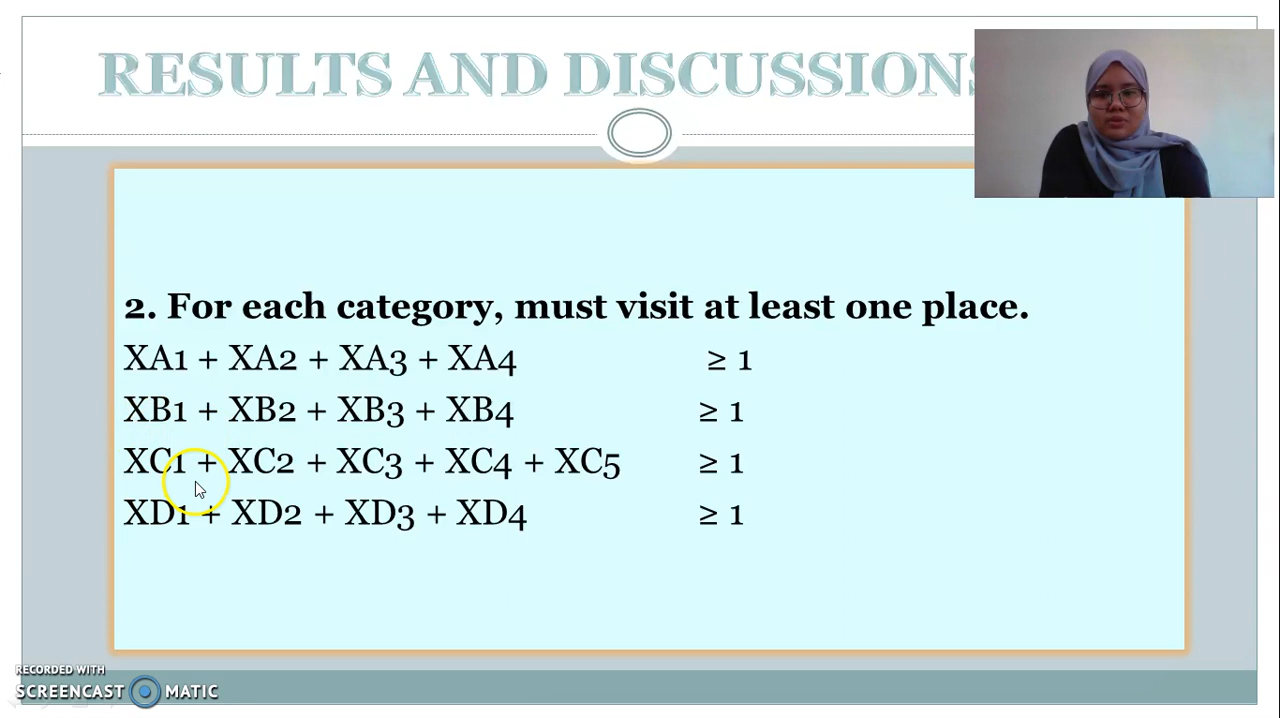 RESULTS AND DISCUSSIONS
2. For each category, must visit at least one place.
XA1 + XA2 + XA3 + XA4 ≥ 1
XB1 + XB2 + XB3 + XB4 ≥ 1
XC1 + XC2 + XC3 + XC4 + XC5 ≥ 1
XD1 + XD2 + XD3 + XD4 ≥ 1
RECORDED WITH
SCREENCAST MATIC